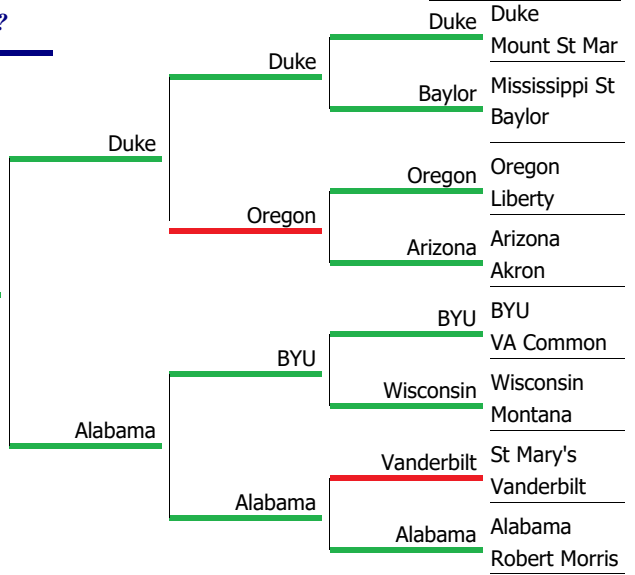 ?
Duke
Duke
Mount St Mar
Duke
Baylor
Mississippi St
Baylor
Duke
Oregon
Oregon
Liberty
Oregon
Arizona
Arizona
Akron
BYU
BYU
VA Common
BYU
Wisconsin
Wisconsin
Montana
Alabama
Vanderbilt
St Mary's
Vanderbilt
Alabama
Alabama
Alabama
Robert Morris